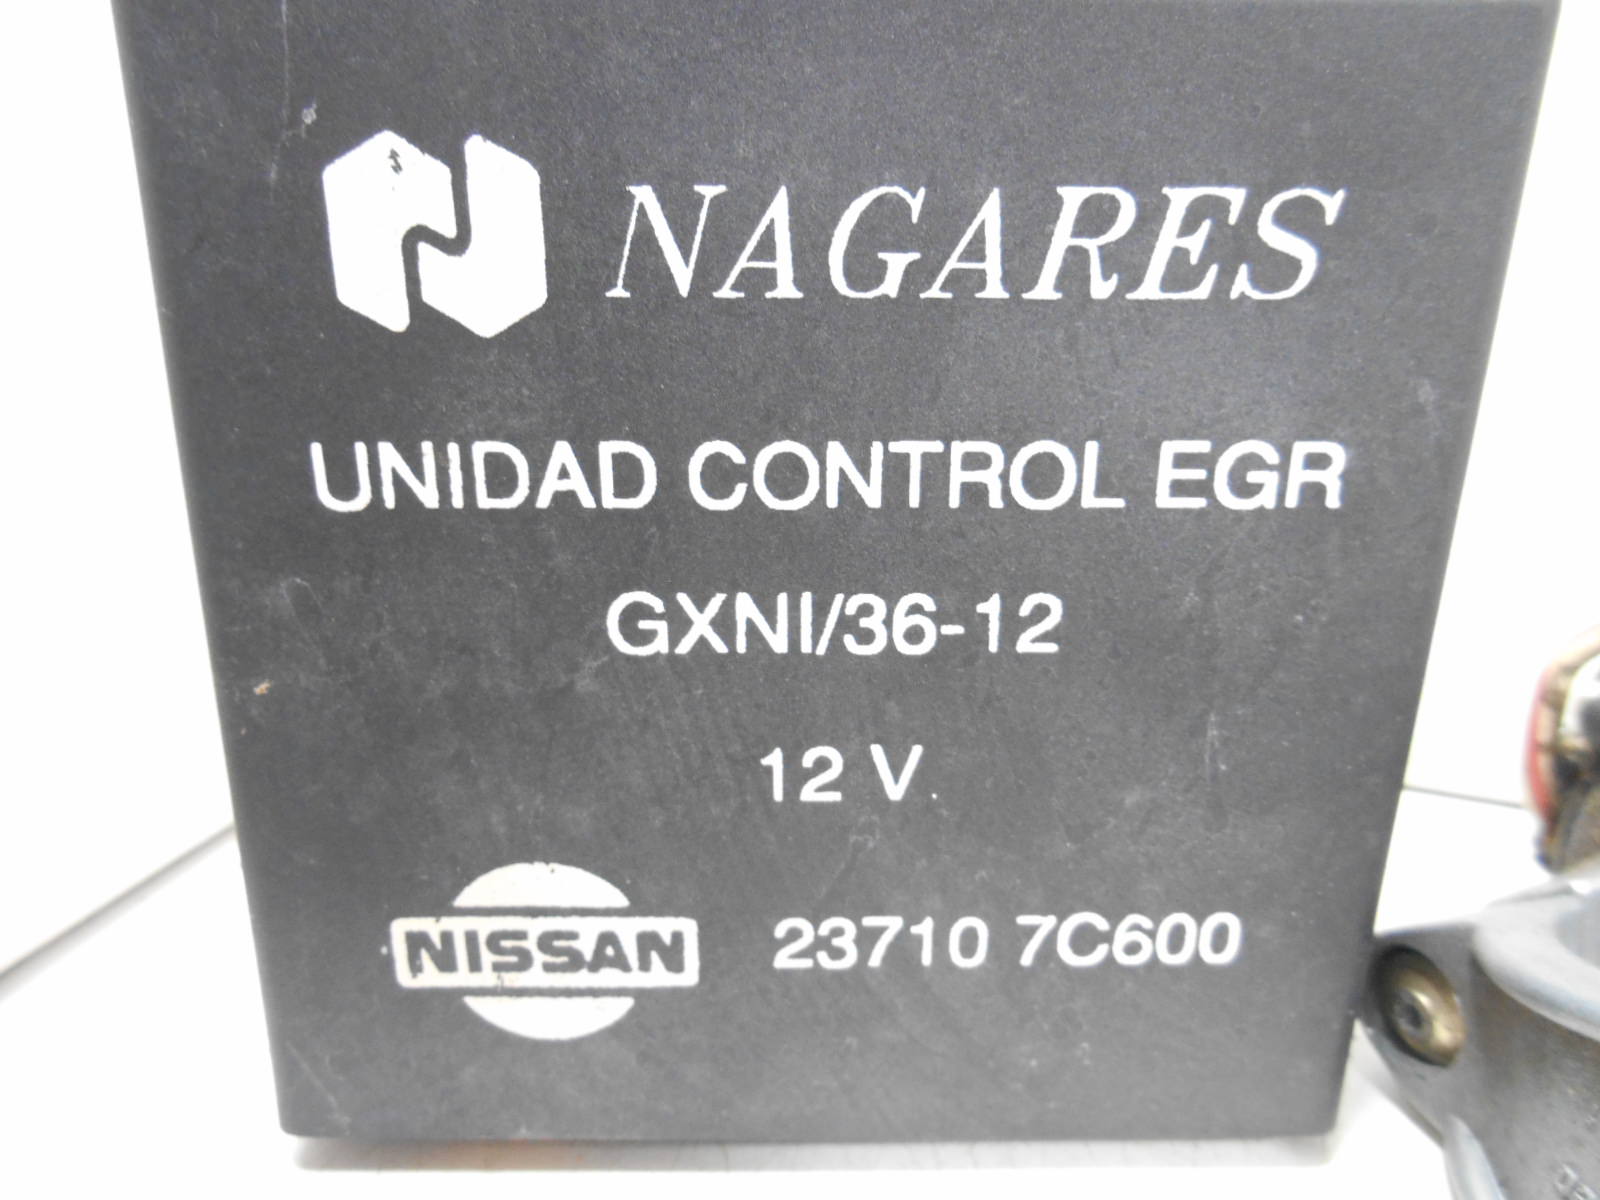 NAGARES
UNIDAD CONTROL EGR
GXNI/36-12
12 V.
NISSAN 23710 7C600